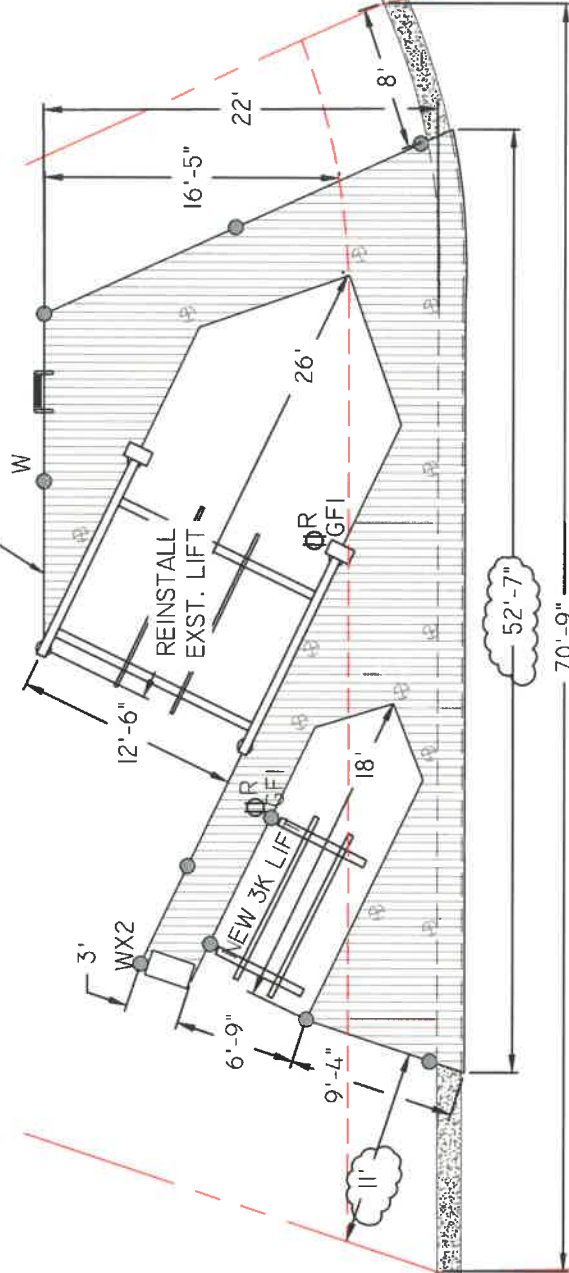 8'
22'
16'-5"
W
26'
REINSTALL
EXST. LIFT
R
GFI
12'-6"
18'
R
GFI
NEW 3K LIF
3'
WX2
6'-9"
9'-4"
11'
52'-7"
70'-9"